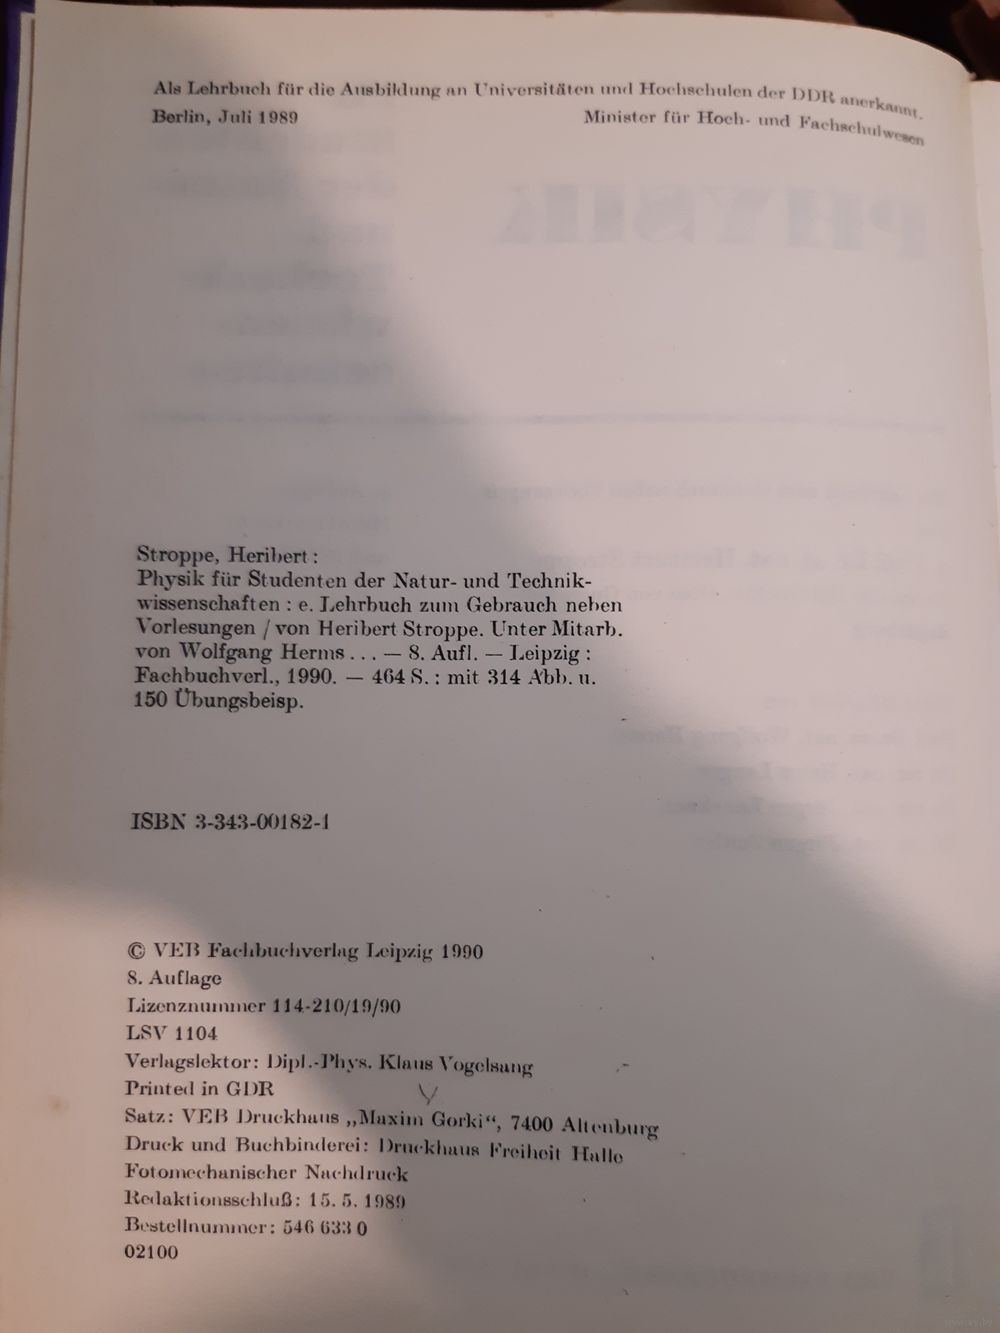 Als Lehrbuch für die Ausbildung an Universitäten und Hochschulen der DDR anerkannt.
Berlin, Juli 1989 Minister für Hoch- und Fachschulwesen
PHYSIK
Stroppe, Heribert:
Physik für Studenten der Natur- und Technik-
wissenschaften : e. Lehrbuch zum Gebrauch neben
Vorlesungen / von Heribert Stroppe. Unter Mitarb.
von Wolfgang Herms ... — 8. Aufl. — Leipzig :
Fachbuchverl., 1990. — 464 S. : mit 314 Abb. u.
150 Übungsbeisp.
ISBN 3-343-00182-1
© VEB Fachbuchverlag Leipzig 1990
8. Auflage
Lizenznummer 114-210/19/90
LSV 1104
Verlagslektor: Dipl.-Phys. Klaus Vogelsang
Printed in GDR
Satz: VEB Druckhaus „Maxim Gorki“, 7400 Altenburg
Druck und Buchbinderei: Druckhaus Freiheit Halle
Fotomechanischer Nachdruck
Redaktionsschluß: 15. 5. 1989
Bestellnummer: 546 633 0
02100